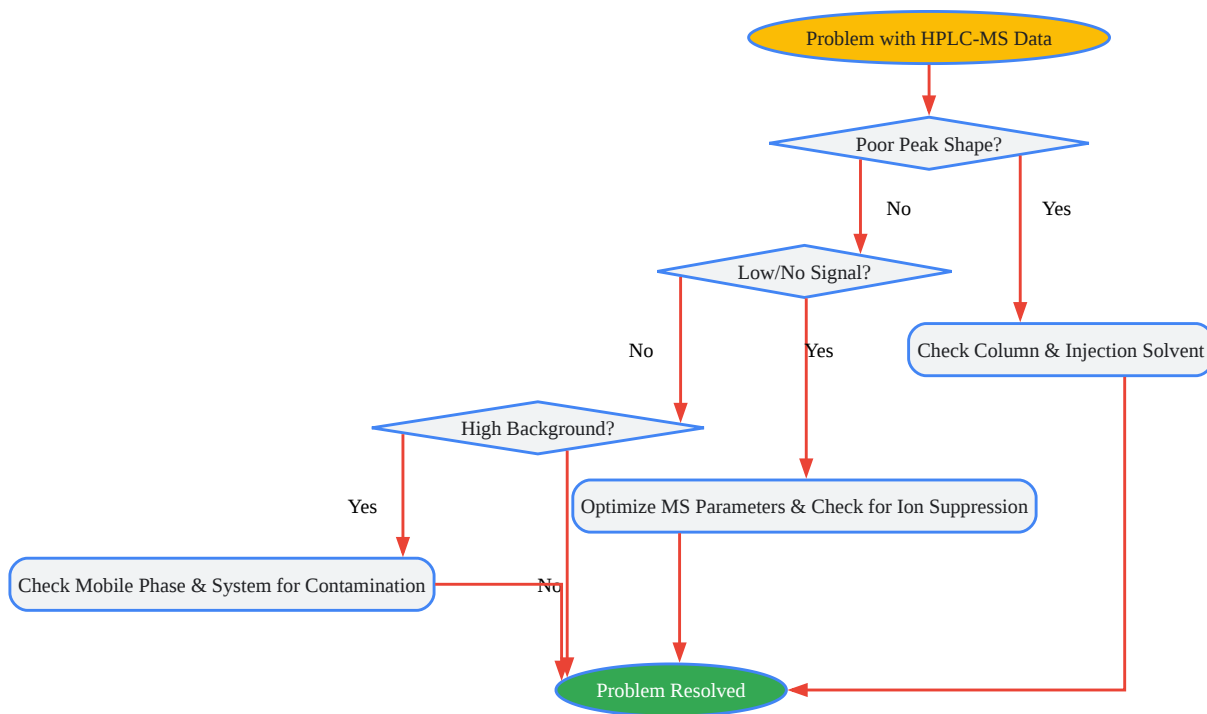 Problem with HPLC-MS Data
Poor Peak Shape?
No
Yes
Low/No Signal?
Check Column & Injection Solvent
No
Yes
High Background?
Optimize MS Parameters & Check for Ion Suppression
Yes
Check Mobile Phase & System for Contamination
No
Problem Resolved